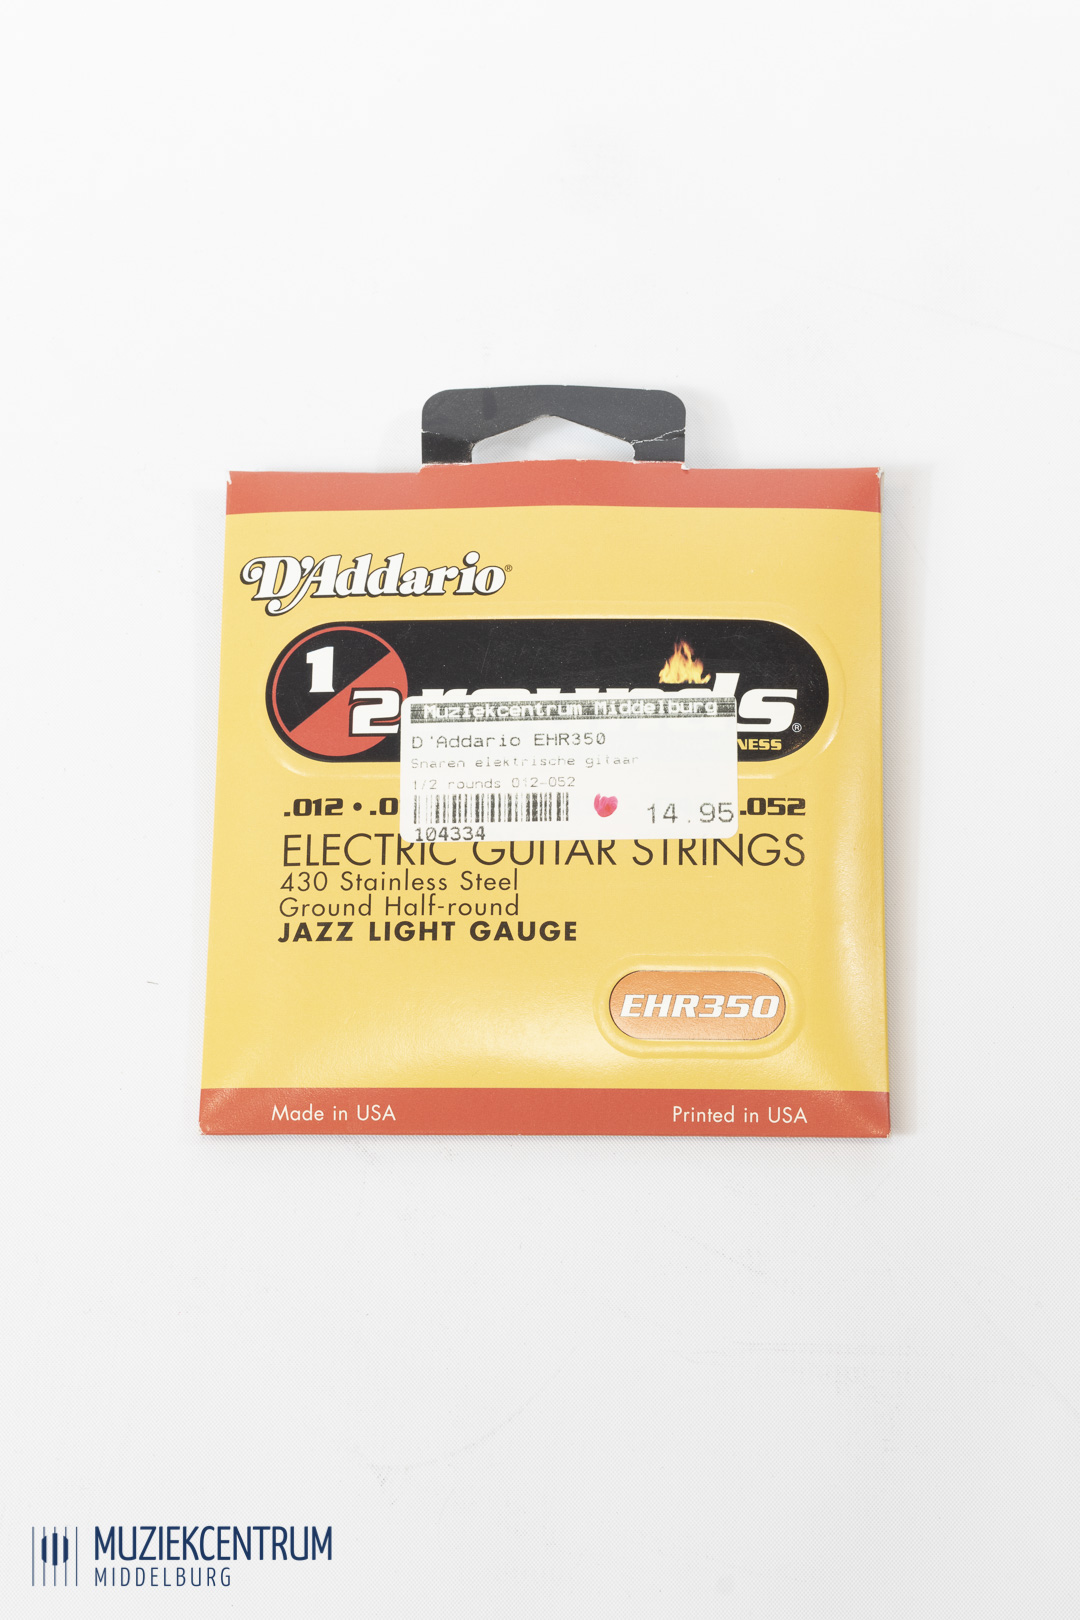 D'Addario®
1/2 rounds®
NESS
Muziekcentrum Middelburg
D'Addario EHR350
Snaren elektrische gitaar
1/2 rounds 012-052
104334
14.95
.012 • .0 .052
ELECTRIC GUITAR STRINGS
430 Stainless Steel
Ground Half-round
JAZZ LIGHT GAUGE
EHR350
Made in USA
Printed in USA
MUZIEKCENTRUM
MIDDELBURG